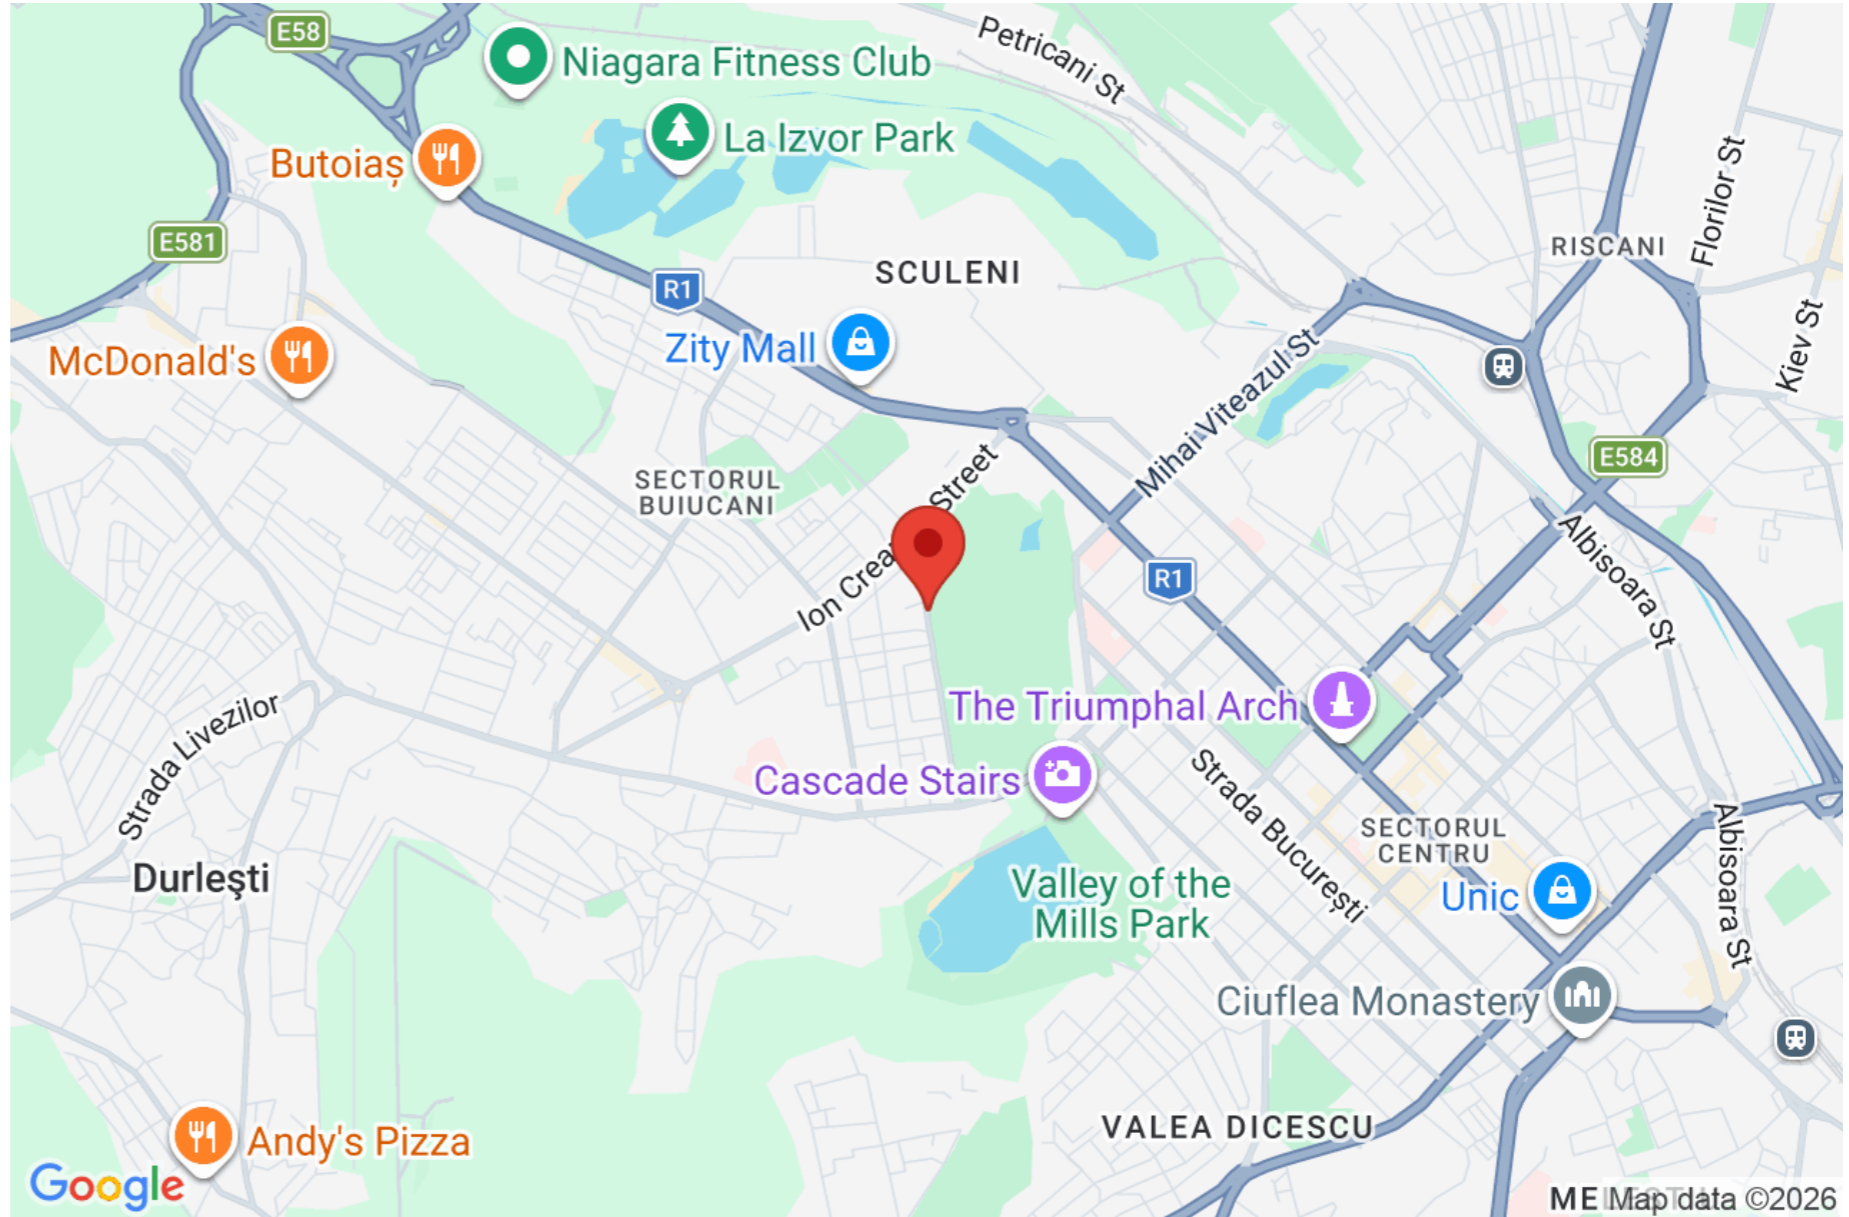 E58
Niagara Fitness Club
Petricani St
La Izvor Park
Butoiaș
Florilor St
E581
RISCANI
SCULENI
R1
Kiev St
Zity Mall
McDonald's
Mihai Viteazul St
E584
SECTORUL
BUIUCANI
Street
Ion Crea
Albisoara St
R1
The Triumphal Arch
Strada Livezilor
Cascade Stairs
Strada București
SECTORUL
CENTRU
Albisoara St
Durleşti
Valley of the
Mills Park
Unic
Ciuflea Monastery
VALEA DICESCU
Andy's Pizza
Google
ME
Map data ©2026